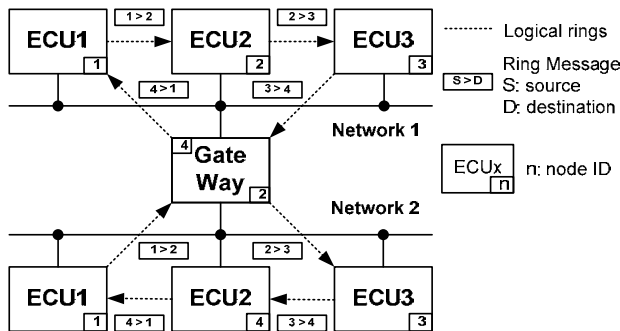 1 > 2
2 > 3
ECU1
1
ECU2
2
ECU3
3
Logical rings
4 > 1
3 > 4
S > D
Ring Message
S: source
D: destination
Network 1
4
Gate
Way
2
ECUx
n
n: node ID
Network 2
1 > 2
2 > 3
ECU1
1
ECU2
4
ECU3
3
4 > 1
3 > 4